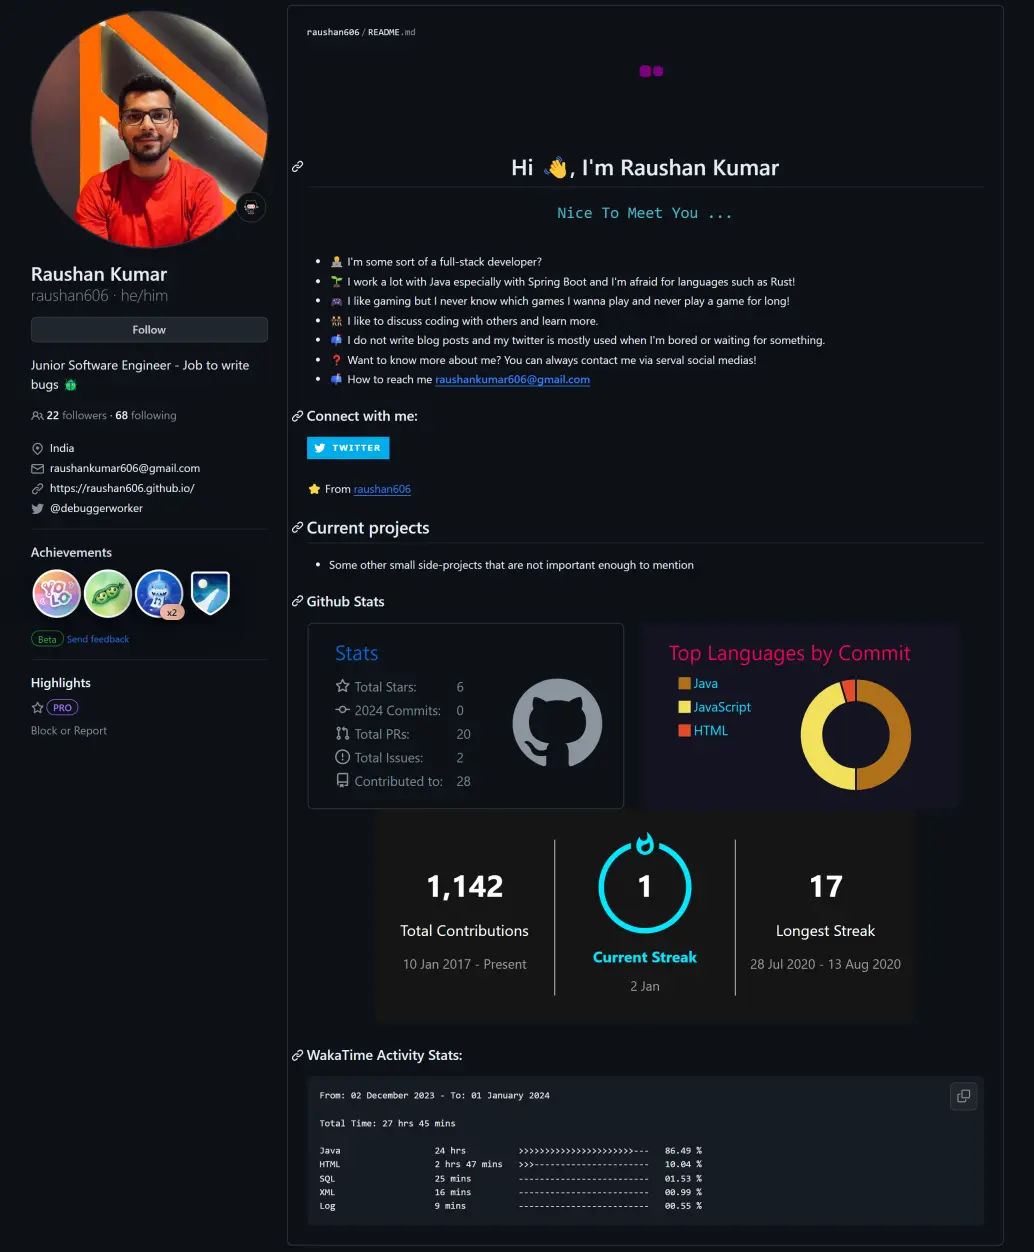 Raushan Kumar
raushan606 · he/him
Follow
Junior Software Engineer - Job to write
bugs
22 followers · 68 following
India
raushankumar606@gmail.com
https://raushan606.github.io/
@debuggerworker
Achievements
YOLO
x2
Beta Send feedback
Highlights
PRO
Block or Report
raushan606 / README.md
Hi 👋, I'm Raushan Kumar
Nice To Meet You ...
I'm some sort of a full-stack developer?
I work a lot with Java especially with Spring Boot and I'm afraid for languages such as Rust!
I like gaming but I never know which games I wanna play and never play a game for long!
I like to discuss coding with others and learn more.
I do not write blog posts and my twitter is mostly used when I'm bored or waiting for something.
❓ Want to know more about me? You can always contact me via serval social medias!
How to reach me raushankumar606@gmail.com
Connect with me:
TWITTER
⭐ From raushan606
Current projects
Some other small side-projects that are not important enough to mention
Github Stats
Stats
Total Stars: 6
2024 Commits: 0
Total PRs: 20
Total Issues: 2
Contributed to: 28
Top Languages by Commit
Java
JavaScript
HTML
1,142
Total Contributions
10 Jan 2017 - Present
1
Current Streak
2 Jan
17
Longest Streak
28 Jul 2020 - 13 Aug 2020
WakaTime Activity Stats:
From: 02 December 2023 - To: 01 January 2024
Total Time: 27 hrs 45 mins
Java 24 hrs >>>>>>>>>>>>>>>>>>>>>>--- 86.49 %
HTML 2 hrs 47 mins >>>---------------------- 10.04 %
SQL 25 mins ------------------------- 01.53 %
XML 16 mins ------------------------- 00.99 %
Log 9 mins ------------------------- 00.55 %